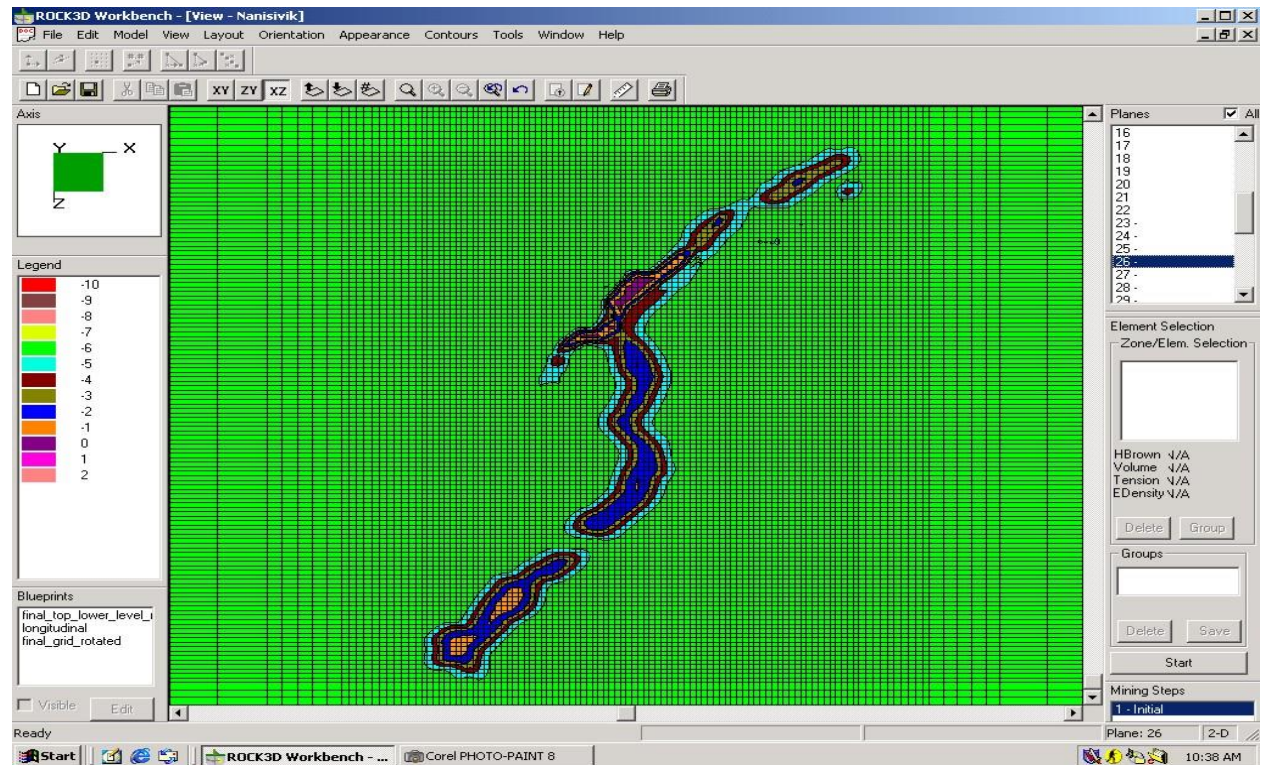 ROCK3D Workbench - [View - Nanisivik]
File Edit Model View Layout Orientation Appearance Contours Tools Window Help
XY ZY XZ
Axis
Y X
Z
Legend
-10
-9
-8
-7
-6
-5
-4
-3
-2
-1
0
1
2
Blueprints
final_top_lower_level_
longitudinal
final_grid_rotated
Visible Edit
Planes All
16
17
18
19
20
21
22
23 -
24 -
25 -
26 -
27 -
28 -
29 -
Element Selection
Zone/Elem. Selection
HBrown N/A
Volume N/A
Tension N/A
EDensity N/A
Delete Group
Groups
Delete Save
Start
Mining Steps
1 - Initial
Ready Plane: 26 2-D
Start ROCK3D Workbench - ... Corel PHOTO-PAINT 8 10:38 AM